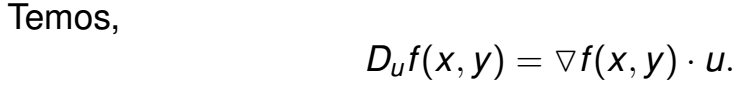 Temos,
D_u f(x, y) = ▽f(x, y) · u.